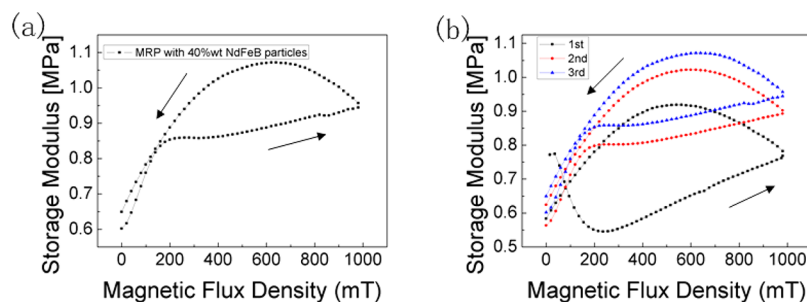 (a)
MRP with 40%wt NdFeB particles
Storage Modulus [MPa]
1.1
1.0
0.9
0.8
0.7
0.6
0 200 400 600 800 1000
Magnetic Flux Density (mT)
(b)
1st
2nd
3rd
Storage Modulus [MPa]
1.1
1.0
0.9
0.8
0.7
0.6
0.5
0 200 400 600 800 1000
Magnetic Flux Density (mT)